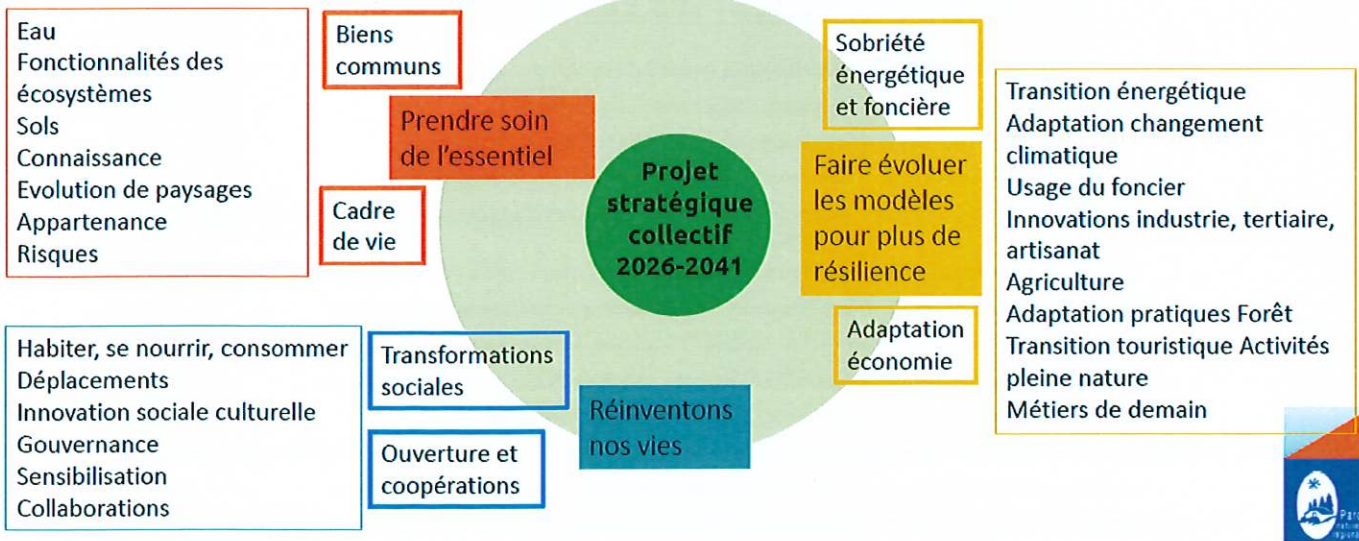 Eau
Fonctionnalités des
écosystèmes
Sols
Connaissance
Evolution de paysages
Appartenance
Risques
Biens
communs
Cadre
de vie
Prendre soin
de l'essentiel
Projet
stratégique
collectif
2026-2041
Sobriété
énergétique
et foncière
Faire évoluer
les modèles
pour plus de
résilience
Adaptation
économie
Transition énergétique
Adaptation changement
climatique
Usage du foncier
Innovations industrie, tertiaire,
artisanat
Agriculture
Adaptation pratiques Forêt
Transition touristique Activités
pleine nature
Métiers de demain
Habiter, se nourrir, consommer
Déplacements
Innovation sociale culturelle
Gouvernance
Sensibilisation
Collaborations
Transformations
sociales
Ouverture et
coopérations
Réinventons
nos vies